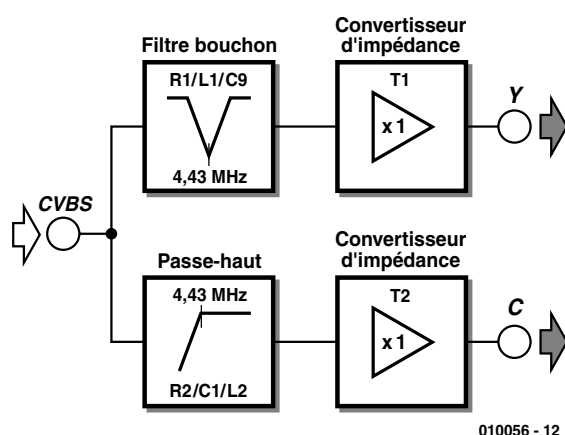 Filtre bouchon
R1/L1/C9
4,43 MHz
Convertisseur
d'impédance
T1
x 1
Y
CVBS
Passe-haut
4,43 MHz
R2/C1/L2
Convertisseur
d'impédance
T2
x 1
C
010056 - 12